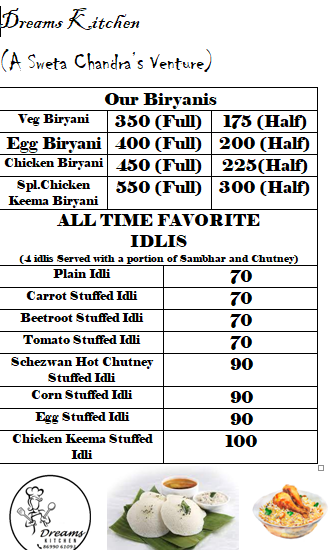 Dreams Kitchen
(A Sweta Chandra's Venture)
Our Biryanis
Veg Biryani 350 (Full) 175 (Half)
Egg Biryani 400 (Full) 200 (Half)
Chicken Biryani 450 (Full) 225(Half)
Spl.Chicken
Keema Biryani 550 (Full) 300 (Half)
ALL TIME FAVORITE
IDLIS
(4 idlis Served with a portion of Sambhar and Chutney)
Plain Idli 70
Carrot Stuffed Idli 70
Beetroot Stuffed Idli 70
Tomato Stuffed Idli 70
Schezwan Hot Chutney
Stuffed Idli 90
Corn Stuffed Idli 90
Egg Stuffed Idli 90
Chicken Keema Stuffed
Idli 100
Dreams
KITCHEN